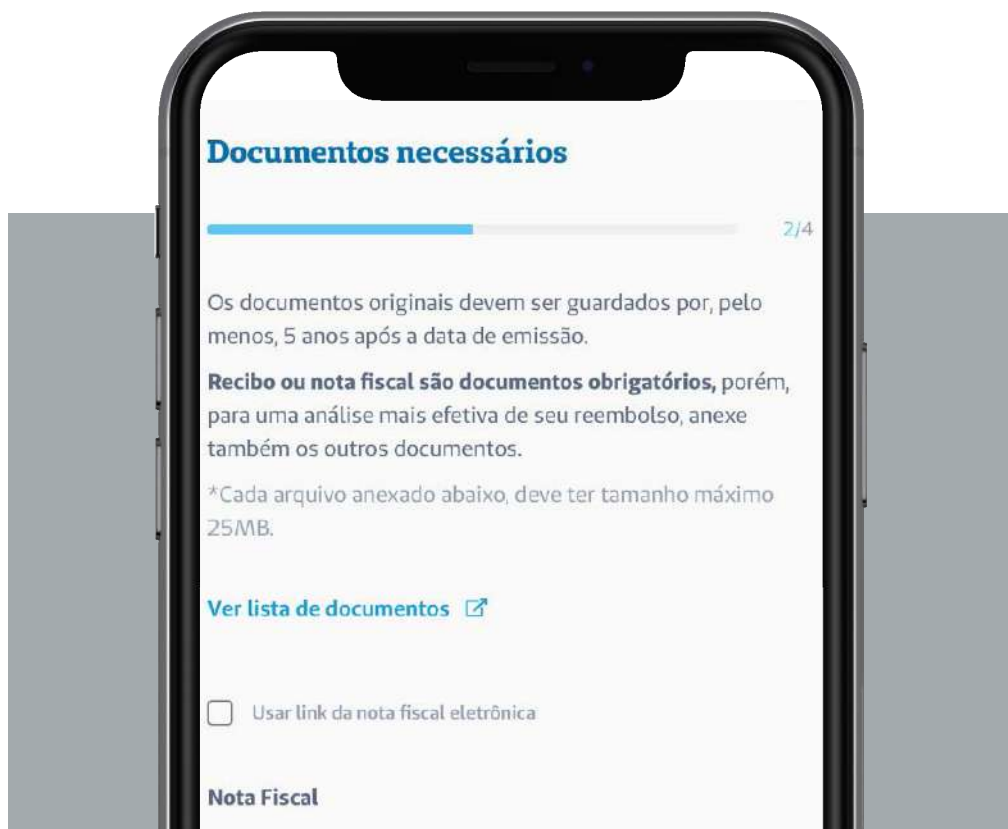 Documentos necessários
2/4
Os documentos originais devem ser guardados por, pelo
menos, 5 anos após a data de emissão.
Recibo ou nota fiscal são documentos obrigatórios, porém,
para uma análise mais efetiva de seu reembolso, anexe
também os outros documentos.
*Cada arquivo anexado abaixo, deve ter tamanho máximo
25MB.
Ver lista de documentos
Usar link da nota fiscal eletrônica
Nota Fiscal